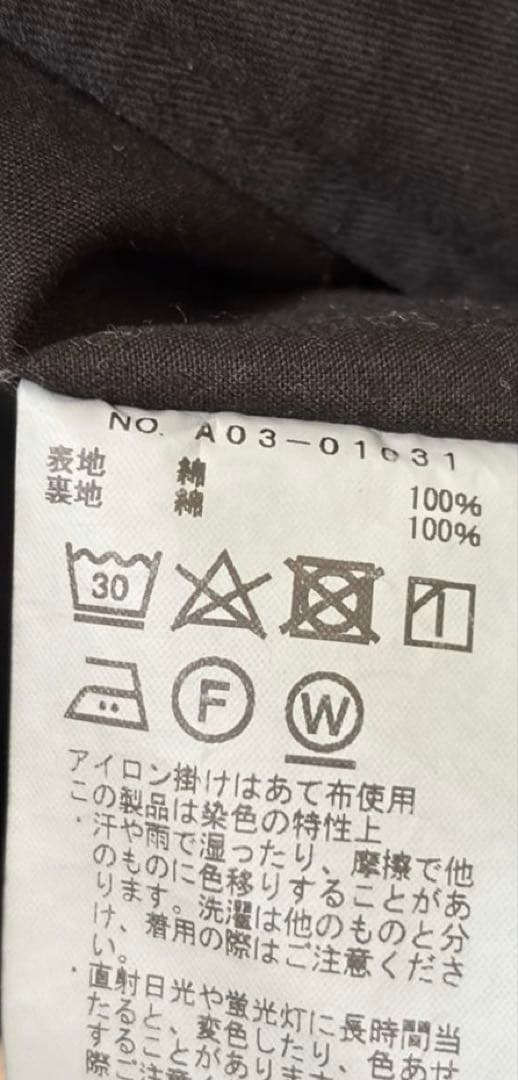 NO. A03-01631
表地 綿 100%
裏地 綿 100%
30
F
W
アイロン掛けはあて布使用
この製品は染色の特性上
・汗や雨で湿ったり、摩擦で他
のものに色移りすることがあ
ります。洗濯は他のものと分
け、着用の際はご注意くださ
い。
・直射日光や蛍光灯に長時間当
たると、変色したり、色あせ
することがありま
際ご